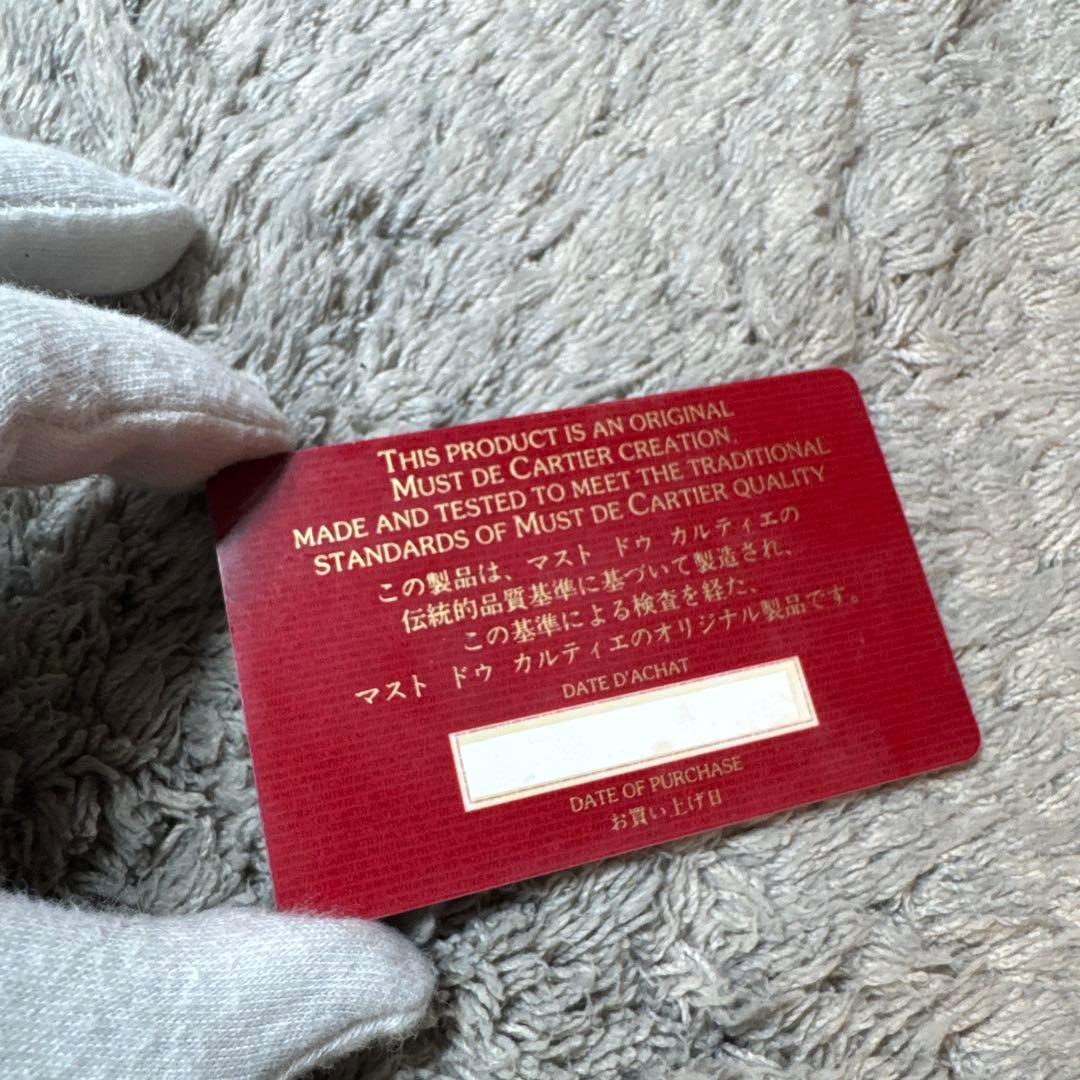 THIS PRODUCT IS AN ORIGINAL
MUST DE CARTIER CREATION.
MADE AND TESTED TO MEET THE TRADITIONAL
STANDARDS OF MUST DE CARTIER QUALITY
この製品は、マスト ドゥ カルティエの
伝統的品質基準に基づいて製造され、
この基準による検査を経た、
マスト ドゥ カルティエのオリジナル製品です。
DATE D'ACHAT
DATE OF PURCHASE
お買い上げ日